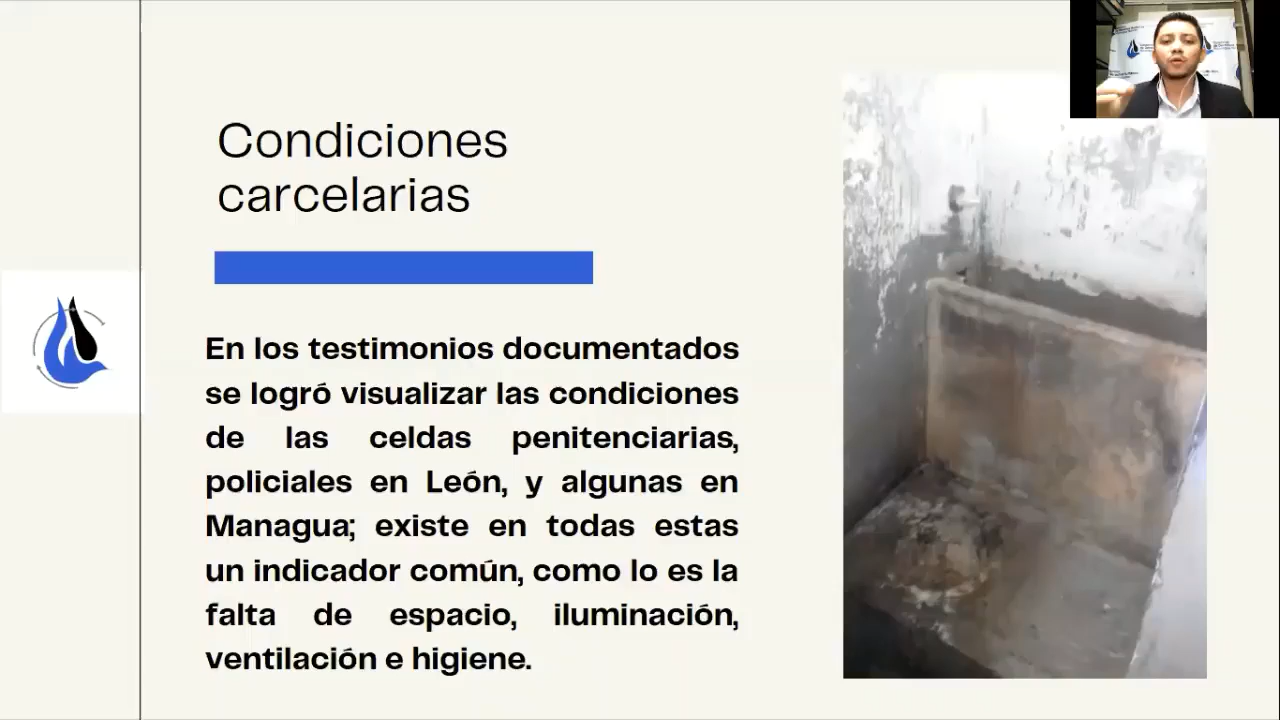 Condiciones
carcelarias
En los testimonios documentados
se logró visualizar las condiciones
de las celdas penitenciarias,
policiales en León, y algunas en
Managua; existe en todas estas
un indicador común, como lo es la
falta de espacio, iluminación,
ventilación e higiene.